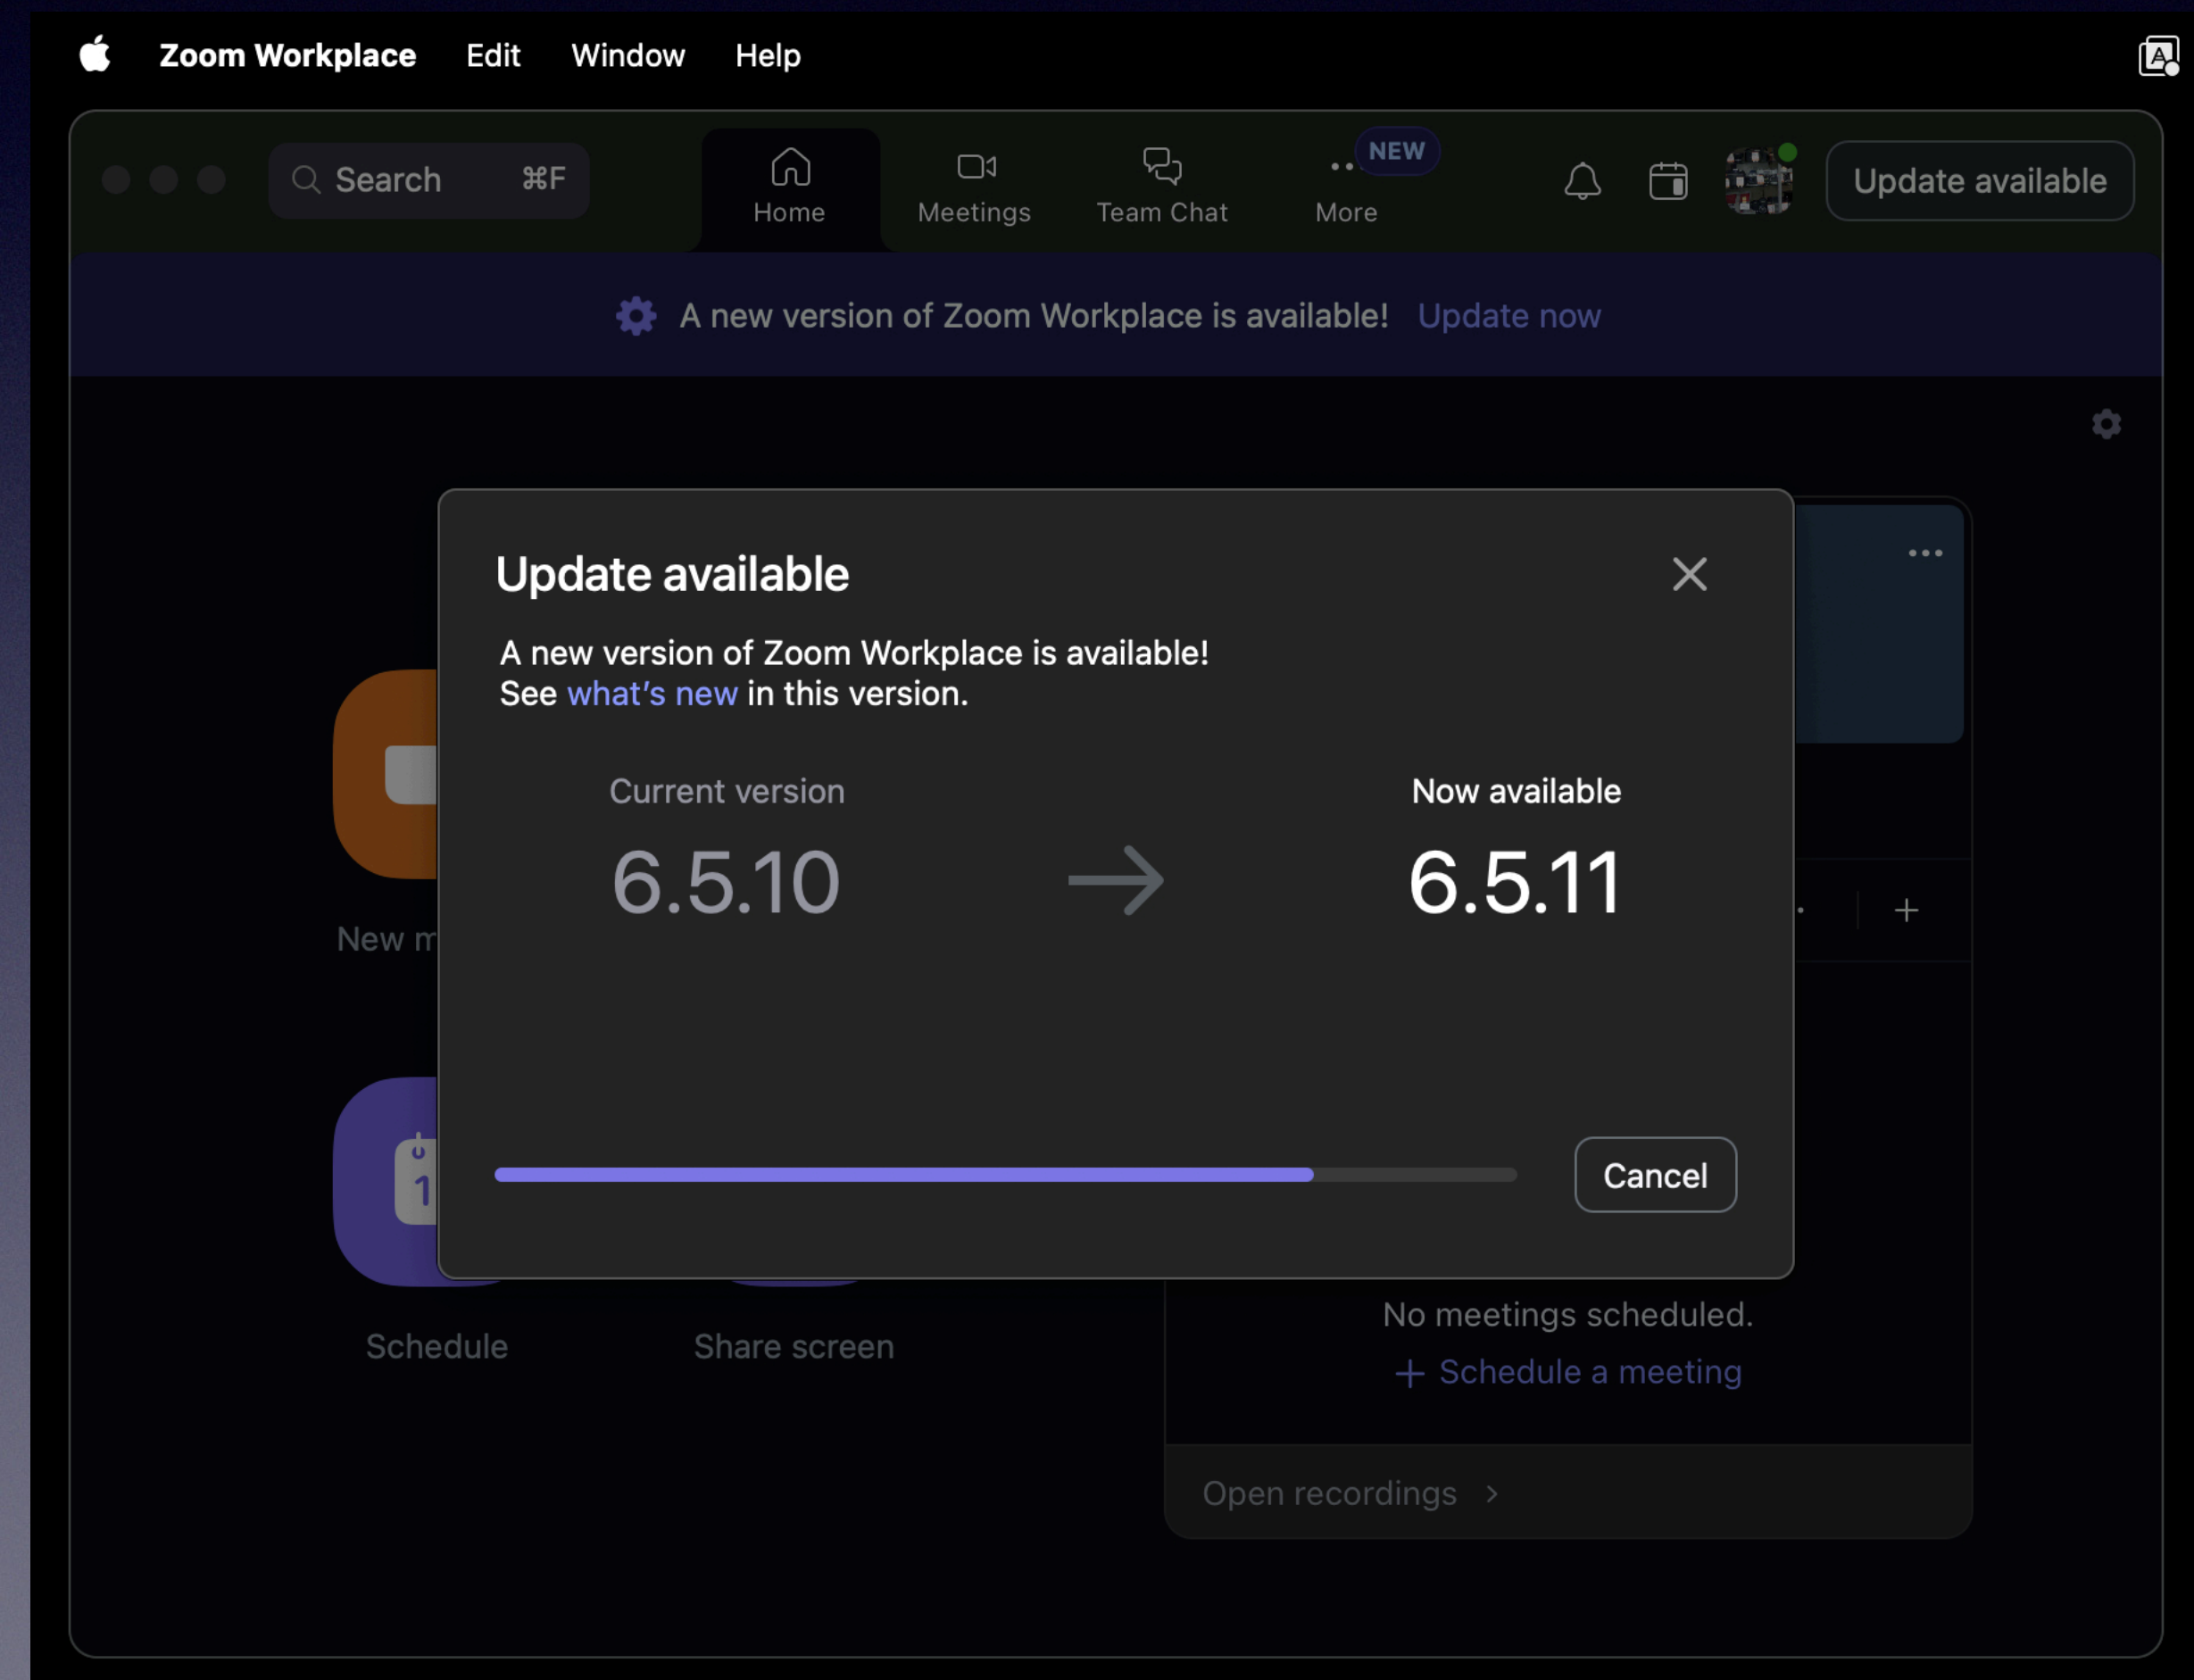 Zoom Workplace Edit Window Help
Search ⌘F
Home
Meetings
Team Chat
NEW
More
Update available
A new version of Zoom Workplace is available! Update now
Update available
A new version of Zoom Workplace is available!
See what's new in this version.
Current version
6.5.10
Now available
6.5.11
New
Cancel
Schedule
Share screen
No meetings scheduled.
+ Schedule a meeting
Open recordings >